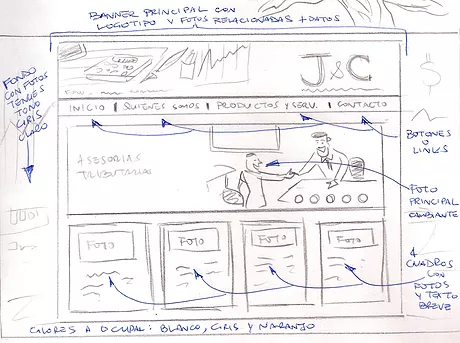 BANNER PRINCIPAL CON
LOGOTIPO Y FOTOS RELACIONADAS + DATOS
J&C
FONDO
CON FOTOS
TENUES
TONO
GRIS
CLARO
INICIO | QUIENES SOMOS | PRODUCTOS Y SERV. | CONTACTO
BOTONES
O
LINKS
ASESORIAS
TRIBUTARIAS
FOTO
PRINCIPAL
CAMBIANTE
FOTO FOTO FOTO FOTO
4
CUADROS
CON
FOTOS
Y TEXTO
BREVE
COLORES A OCUPAR: BLANCO, GRIS Y NARANJO